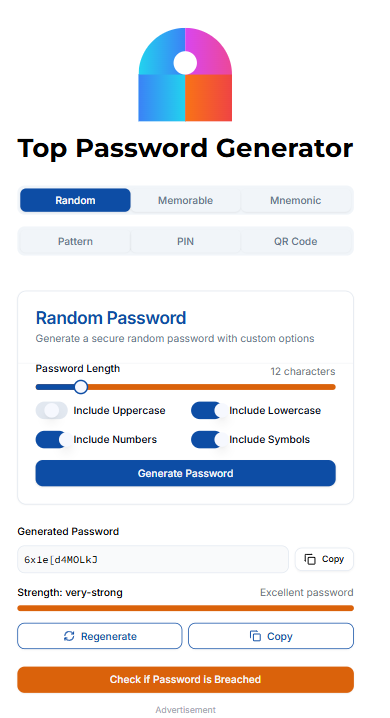 Top Password Generator
Random Memorable Mnemonic
Pattern PIN QR Code
Random Password
Generate a secure random password with custom options
Password Length 12 characters
Include Uppercase Include Lowercase
Include Numbers Include Symbols
Generate Password
Generated Password
6x1e[d4MOLkJ Copy
Strength: very-strong Excellent password
Regenerate Copy
Check if Password is Breached
Advertisement